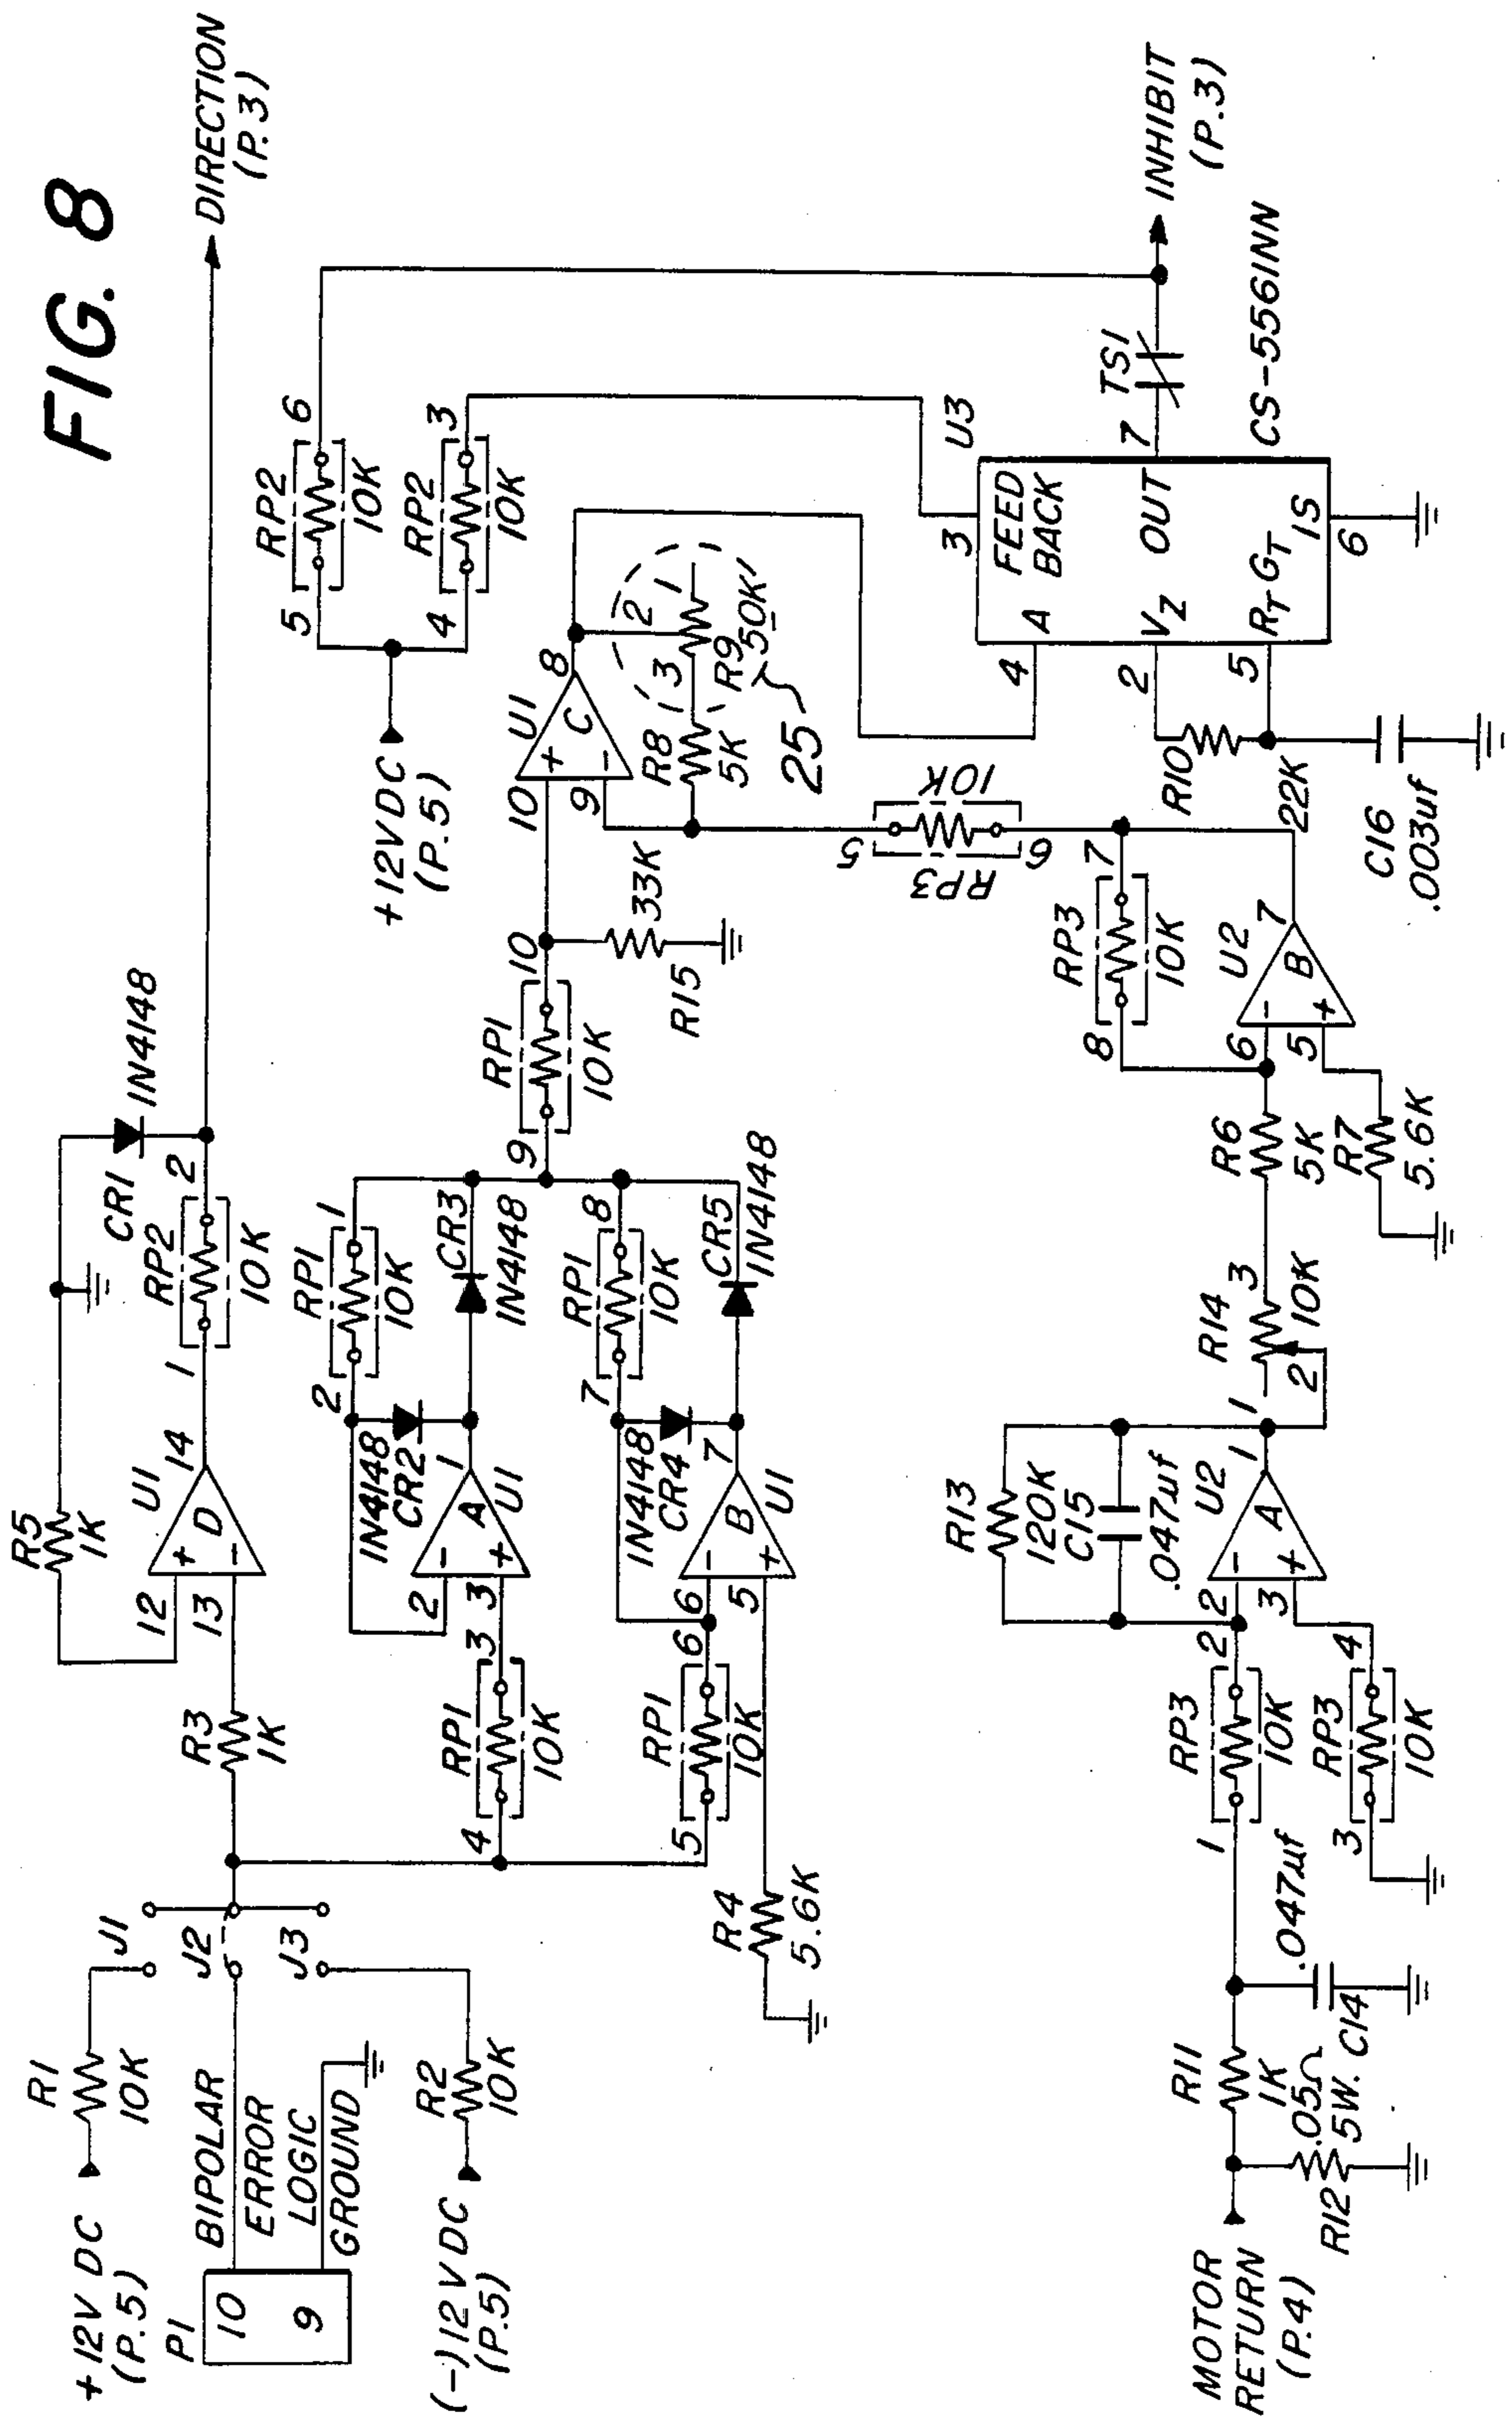 FIG. 8
+12V DC
(P.5)
R1
10K
P1
10
9
BIPOLAR
ERROR
LOGIC
GROUND
(-)12V DC
(P.5)
R2
10K
J1
J2
J3
R3
1K
R5
1K
12
13
+
-
U1
D
14
1
RP2
10K
2
CR1
1N4148
DIRECTION
(P.3)
4
RP1
10K
3
3
2
-
+
A
U1
1
1N4148
CR2
2
RP1
10K
1
CR3
1N4148
5
RP1
10K
6
6
5
-
+
B
U1
7
1N4148
CR4
7
RP1
10K
8
CR5
1N4148
R4
5.6K
9
RP1
10K
10
R15
33K
10
9
+
-
U1
C
8
R8
5K
3
2
1
R9
50K
25
+12VDC
(P.5)
5
RP2
10K
6
4
RP2
10K
3
5
RP3
10K
6
U3
3
FEED
BACK
A
4
VZ
2
OUT
7
RT GT
5
IS
6
TS1
CS-5561NN
INHIBIT
(P.3)
R10
22K
C16
.003uf
MOTOR
RETURN
(P.4)
R12
.05Ω
5W.
R11
1K
C14
.047uf
1
RP3
10K
2
3
RP3
10K
4
2
3
-
+
U2
A
1
R13
120K
C15
.047uf
1
R14
10K
2
3
R6
5K
R7
5.6K
8
RP3
10K
7
6
5
-
+
U2
B
7